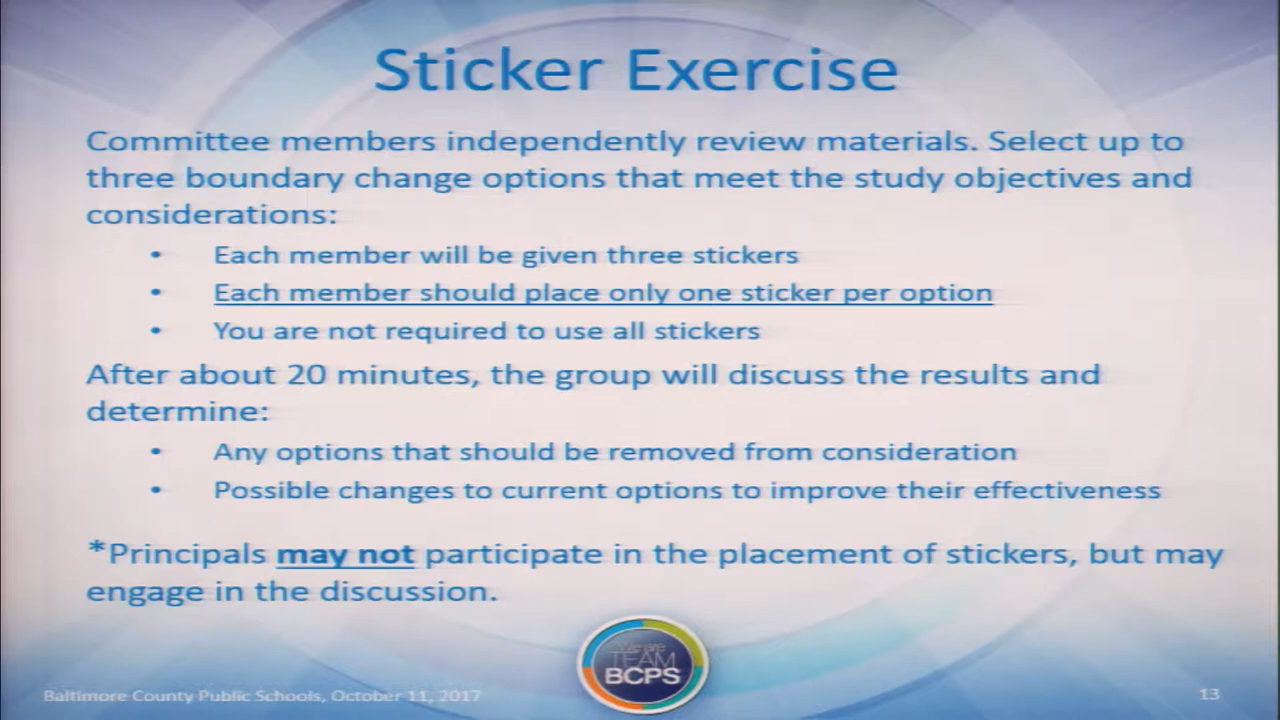 Sticker Exercise
Committee members independently review materials. Select up to
three boundary change options that meet the study objectives and
considerations:
• Each member will be given three stickers
• Each member should place only one sticker per option
• You are not required to use all stickers
After about 20 minutes, the group will discuss the results and
determine:
• Any options that should be removed from consideration
• Possible changes to current options to improve their effectiveness
*Principals may not participate in the placement of stickers, but may
engage in the discussion.
We are
TEAM
BCPS
Baltimore County Public Schools, October 11, 2017
13